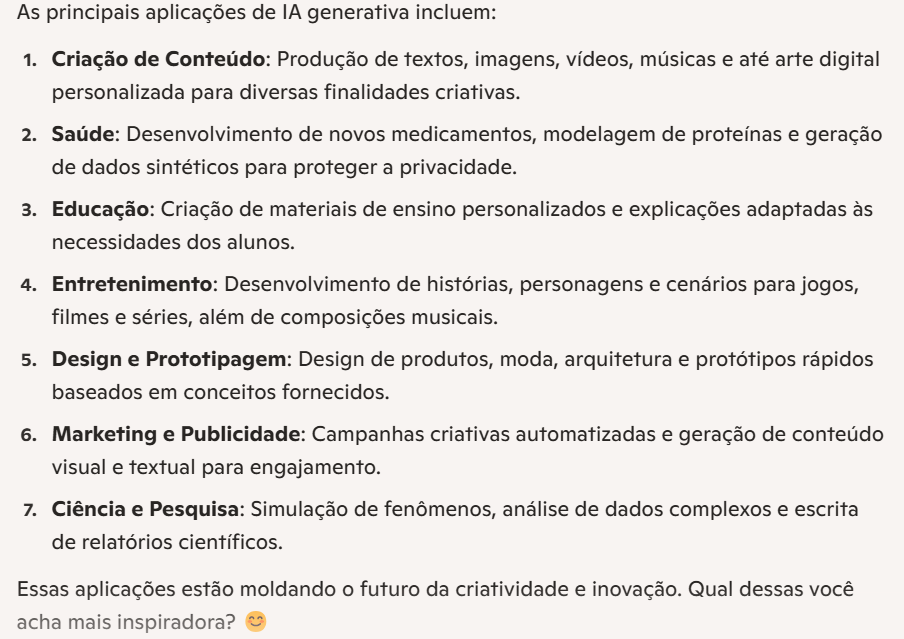 As principais aplicações de IA generativa incluem:
1. Criação de Conteúdo: Produção de textos, imagens, vídeos, músicas e até arte digital
personalizada para diversas finalidades criativas.
2. Saúde: Desenvolvimento de novos medicamentos, modelagem de proteínas e geração
de dados sintéticos para proteger a privacidade.
3. Educação: Criação de materiais de ensino personalizados e explicações adaptadas às
necessidades dos alunos.
4. Entretenimento: Desenvolvimento de histórias, personagens e cenários para jogos,
filmes e séries, além de composições musicais.
5. Design e Prototipagem: Design de produtos, moda, arquitetura e protótipos rápidos
baseados em conceitos fornecidos.
6. Marketing e Publicidade: Campanhas criativas automatizadas e geração de conteúdo
visual e textual para engajamento.
7. Ciência e Pesquisa: Simulação de fenômenos, análise de dados complexos e escrita
de relatórios científicos.
Essas aplicações estão moldando o futuro da criatividade e inovação. Qual dessas você
acha mais inspiradora? 😊